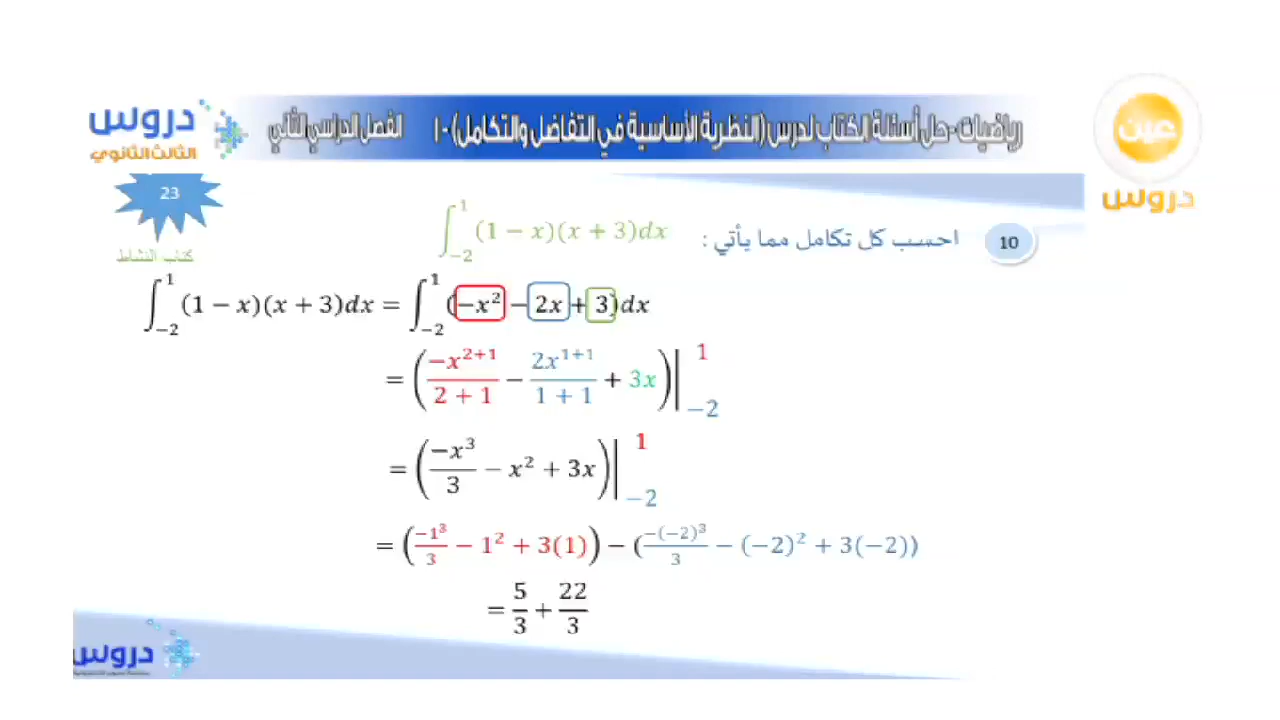 دروس
الثالث الثانوي
رياضيات - حل أسئلة الكتاب لدرس (النظرية الأساسية في التفاضل والتكامل) - ١٠ الفصل الدراسي الثاني
عين
دروس
23
كتاب النشاط
10 احسب كل تكامل مما يأتي : ∫_{-2}^{1} (1 − x)(x + 3)dx
∫_{-2}^{1} (1 − x)(x + 3)dx = ∫_{-2}^{1} (−x² − 2x + 3)dx
= (−x^{2+1}/(2 + 1) − 2x^{1+1}/(1 + 1) + 3x)|_{-2}^{1}
= (−x³/3 − x² + 3x)|_{-2}^{1}
= (−1³/3 − 1² + 3(1)) − (−(−2)³/3 − (−2)² + 3(−2))
= 5/3 + 22/3
دروس